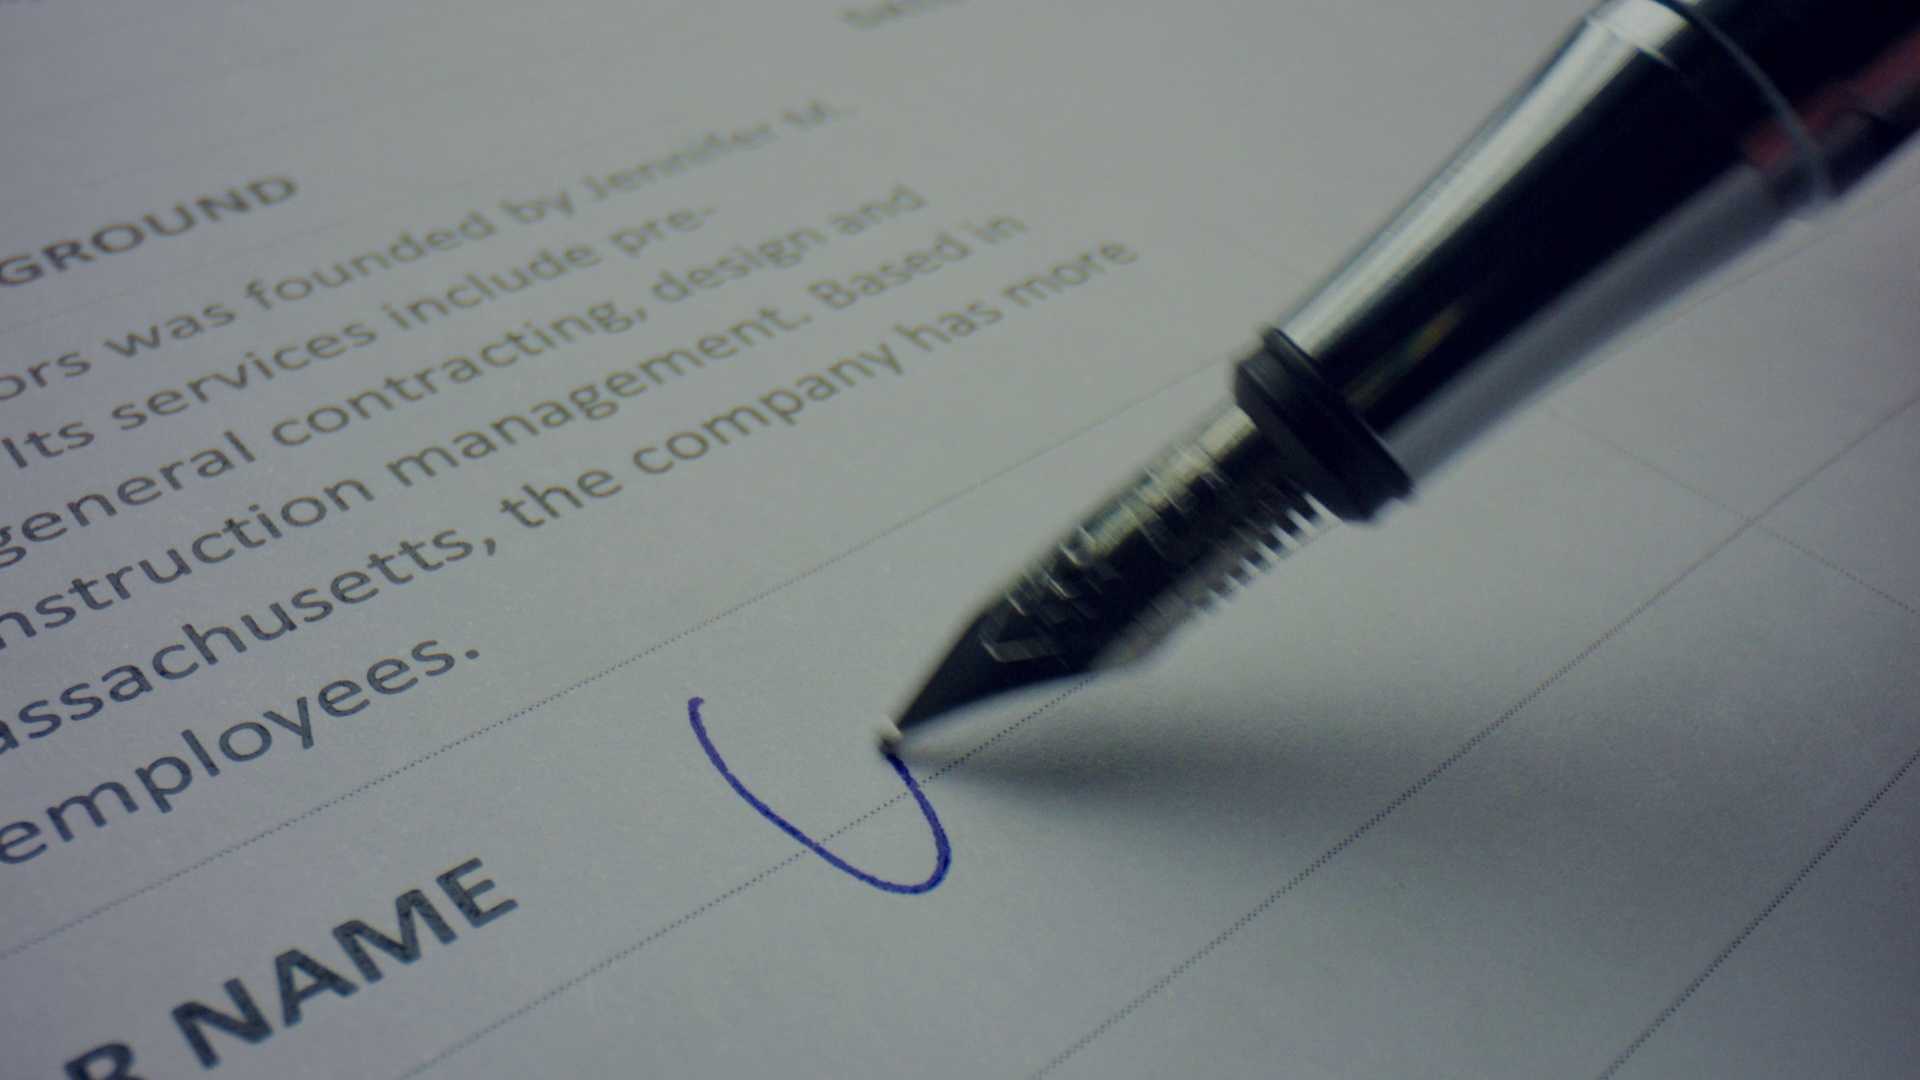 GROUND
ors was founded by Jennifer M.
Its services include pre-
general contracting, design and
nstruction management. Based in
assachusetts, the company has more
employees.
R NAME